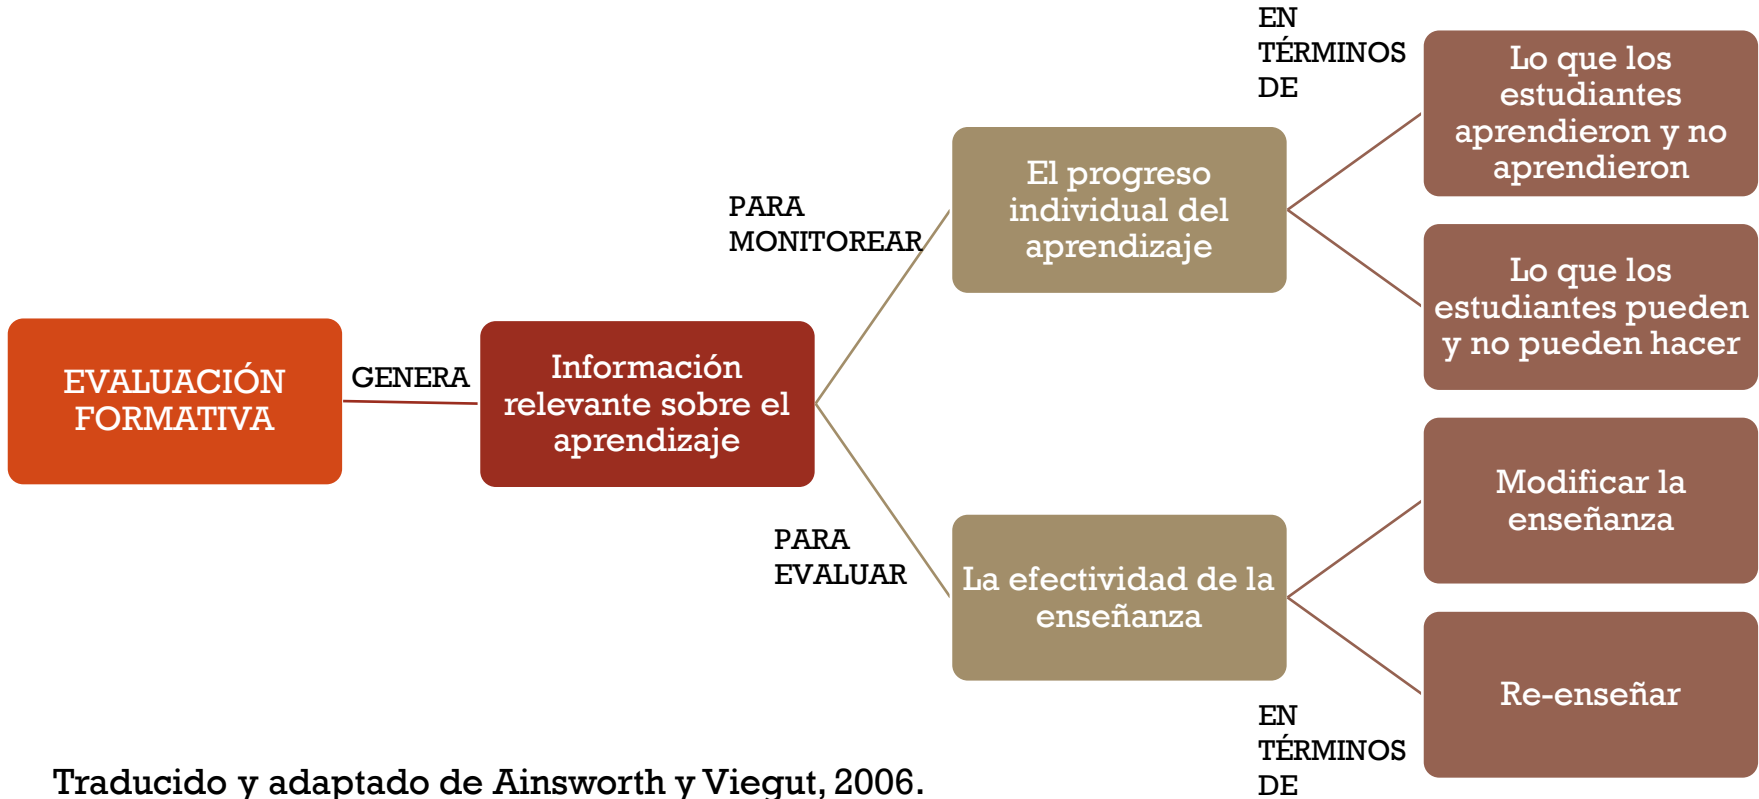 EVALUACIÓN
FORMATIVA
GENERA
Información
relevante sobre el
aprendizaje
PARA
MONITOREAR
El progreso
individual del
aprendizaje
EN
TÉRMINOS
DE
Lo que los
estudiantes
aprendieron y no
aprendieron
Lo que los
estudiantes pueden
y no pueden hacer
PARA
EVALUAR
La efectividad de la
enseñanza
EN
TÉRMINOS
DE
Modificar la
enseñanza
Re-enseñar
Traducido y adaptado de Ainsworth y Viegut, 2006.